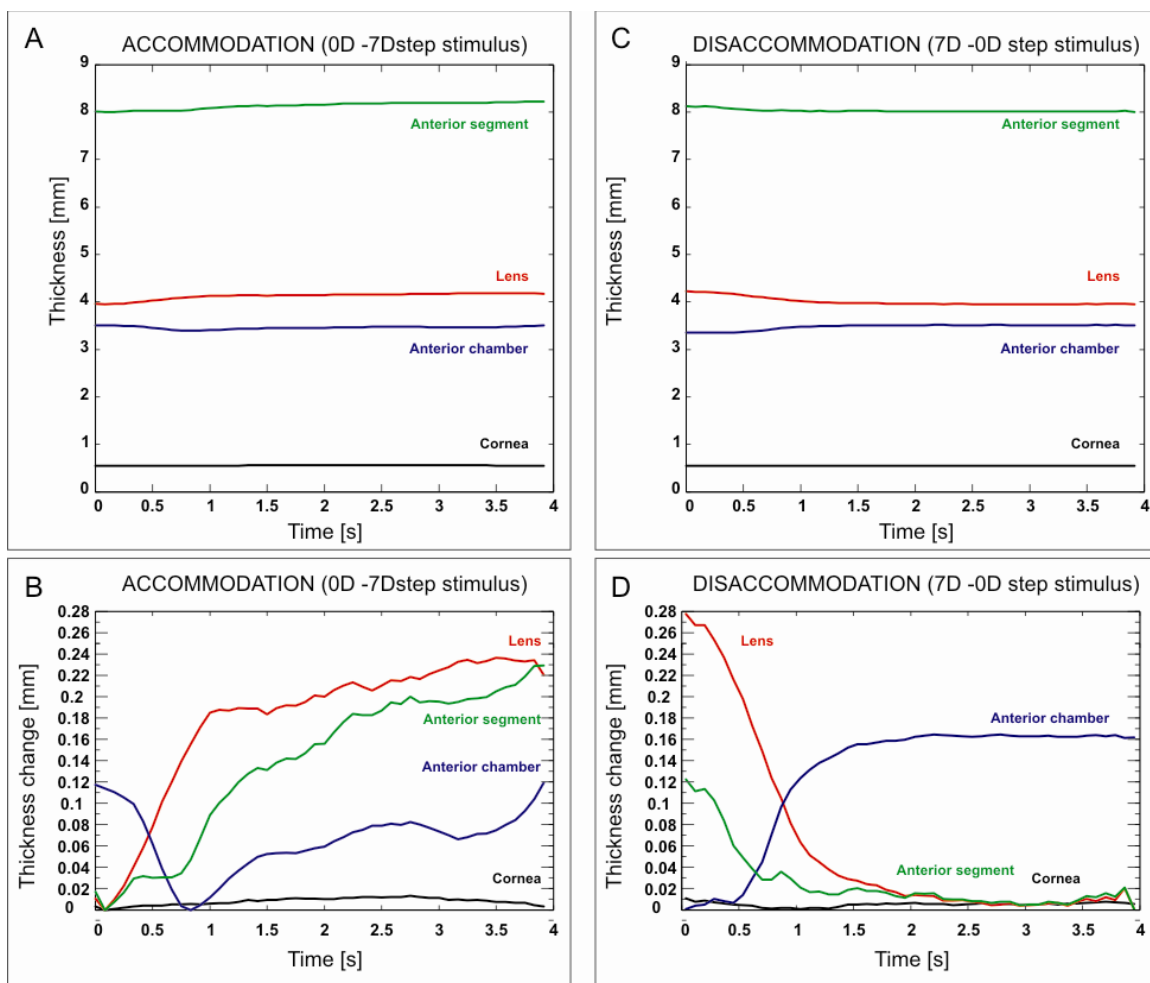 A
ACCOMMODATION (0D -7Dstep stimulus)
9
8
7
6
5
4
3
2
1
0
Thickness [mm]
Anterior segment
Lens
Anterior chamber
Cornea
0 0.5 1 1.5 2 2.5 3 3.5 4
Time [s]
C
DISACCOMMODATION (7D -0D step stimulus)
9
8
7
6
5
4
3
2
1
0
Thickness [mm]
Anterior segment
Lens
Anterior chamber
Cornea
0 0.5 1 1.5 2 2.5 3 3.5 4
Time [s]
B
ACCOMMODATION (0D -7Dstep stimulus)
0.28
0.26
0.24
0.22
0.2
0.18
0.16
0.14
0.12
0.1
0.08
0.06
0.04
0.02
0
Thickness change [mm]
Lens
Anterior segment
Anterior chamber
Cornea
0 0.5 1 1.5 2 2.5 3 3.5 4
Time [s]
D
DISACCOMMODATION (7D -0D step stimulus)
0.28
0.26
0.24
0.22
0.2
0.18
0.16
0.14
0.12
0.1
0.08
0.06
0.04
0.02
0
Thickness change [mm]
Lens
Anterior chamber
Anterior segment
Cornea
0 0.5 1 1.5 2 2.5 3 3.5 4
Time [s]